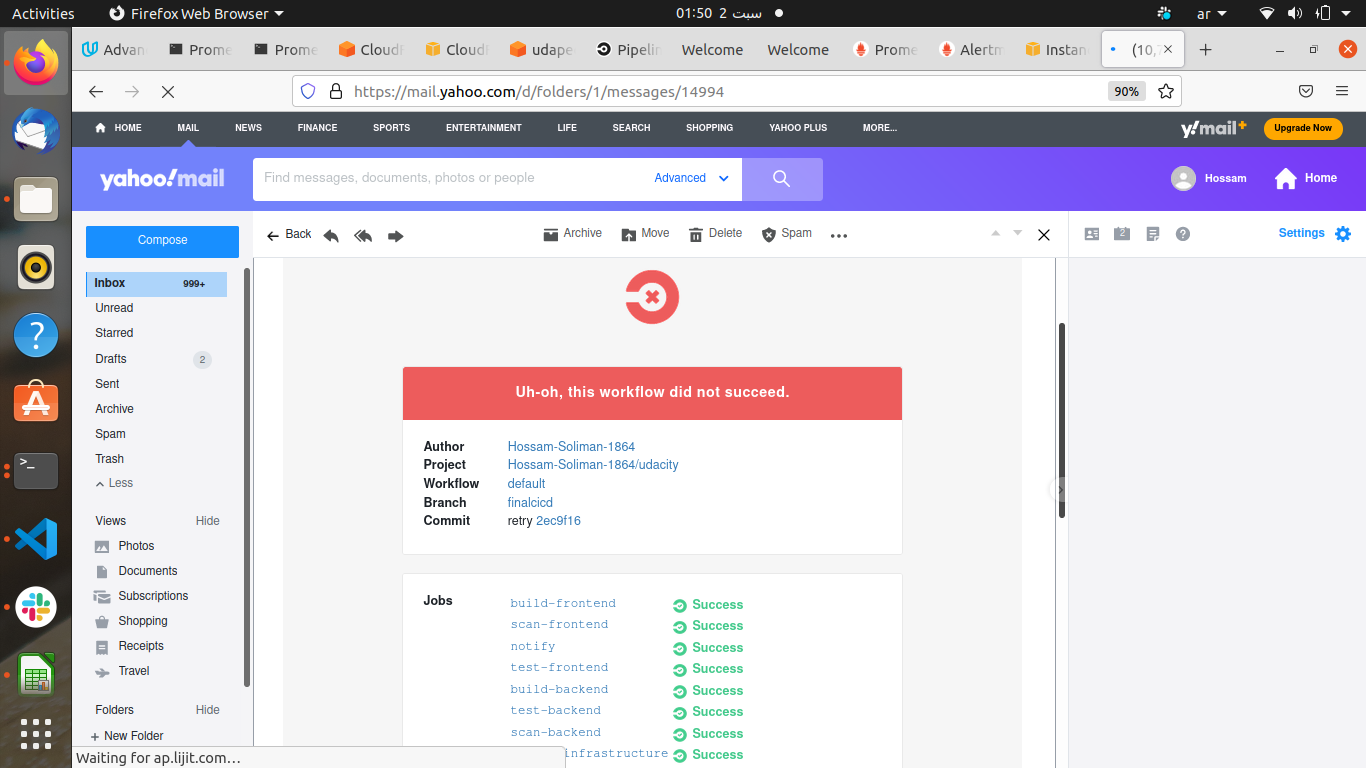 Activities Firefox Web Browser سبت 2 01:50 ar
Advan Prome Prome CloudF CloudF udape Pipelin Welcome Welcome Prome Alertm Instan (10,
https://mail.yahoo.com/d/folders/1/messages/14994 90%
HOME MAIL NEWS FINANCE SPORTS ENTERTAINMENT LIFE SEARCH SHOPPING YAHOO PLUS MORE... y!mail+ Upgrade Now
yahoo!mail Find messages, documents, photos or people Advanced Hossam Home
Compose Back Archive Move Delete Spam 2 Settings
Inbox 999+
Unread
Starred
Drafts 2
Sent
Archive
Spam
Trash
Less
Views Hide
Photos
Documents
Subscriptions
Shopping
Receipts
Travel
Folders Hide
+ New Folder
Uh-oh, this workflow did not succeed.
Author Hossam-Soliman-1864
Project Hossam-Soliman-1864/udacity
Workflow default
Branch finalcicd
Commit retry 2ec9f16
Jobs build-frontend Success
scan-frontend Success
notify Success
test-frontend Success
build-backend Success
test-backend Success
scan-backend Success
infrastructure Success
Waiting for ap.lijit.com…